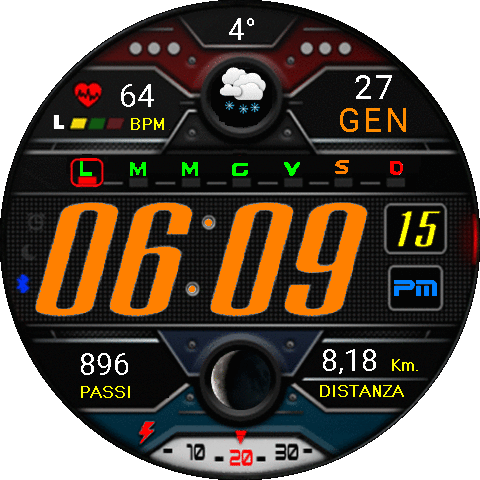 4°
64
27
L BPM
GEN
L M M G V S D
06:09 15
PM
896
8,18 Km.
PASSI
DISTANZA
- 10 - 20 - 30 -